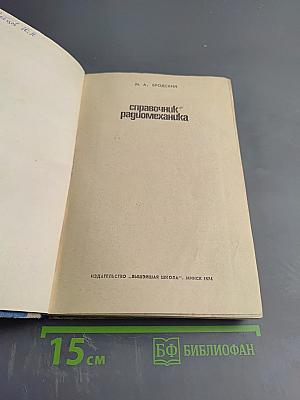 М. А. БРОДСКИЙ
справочник
радиомеханика
ИЗДАТЕЛЬСТВО „ВЫШЭЙШАЯ ШКОЛА“. МИНСК 1974
15 см
БФ БИБЛИОФАН